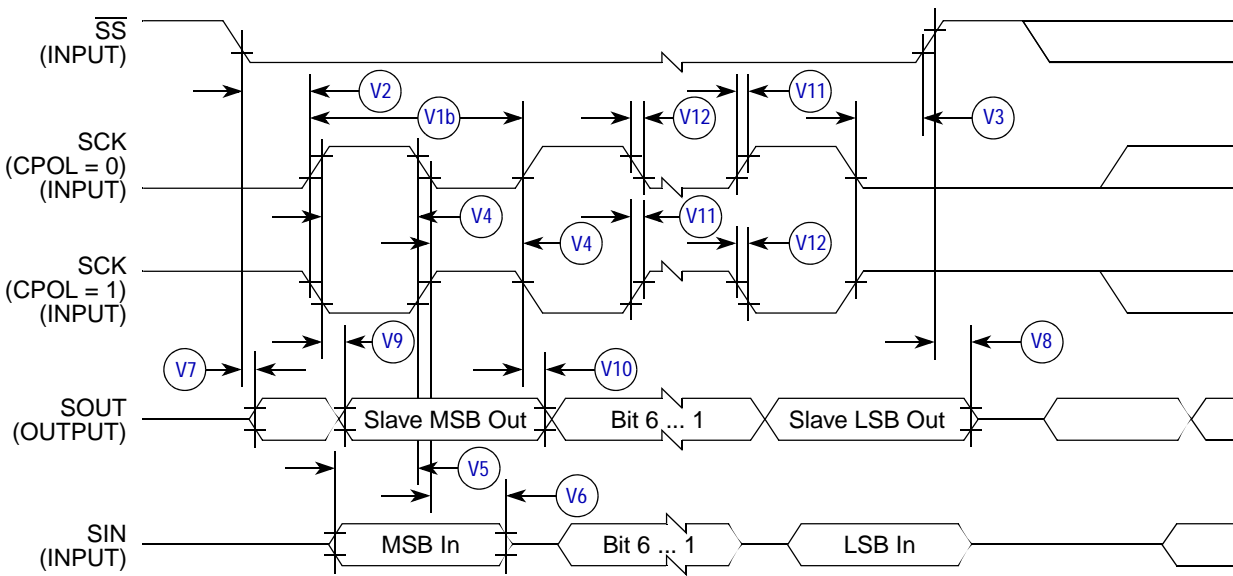 SS
(INPUT)
V2
V11
V1b
V12
V3
SCK
(CPOL = 0)
(INPUT)
V4
V11
V4
V12
SCK
(CPOL = 1)
(INPUT)
V9
V8
V7
V10
SOUT
(OUTPUT)
Slave MSB Out
Bit 6 ... 1
Slave LSB Out
V5
V6
SIN
(INPUT)
MSB In
Bit 6 ... 1
LSB In